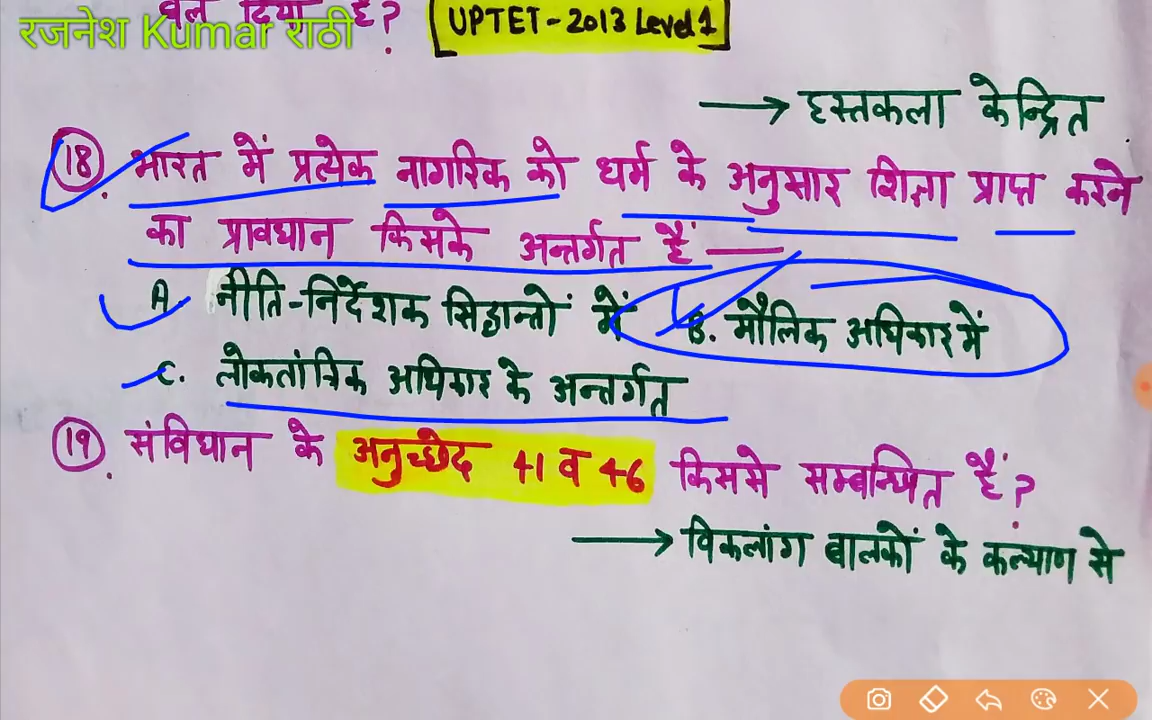 बल दिया है?
UPTET-2013 Level 1
रजनेश Kumar राठी
→ हस्तकला केन्द्रित
18. भारत में प्रत्येक नागरिक को धर्म के अनुसार शिक्षा प्राप्त करने
का प्रावधान किसके अन्तर्गत है —
A. नीति-निर्देशक सिद्धान्तों में B. मौलिक अधिकार में
C. लोकतांत्रिक अधिकार के अन्तर्गत
19. संविधान के अनुच्छेद 41 व 46 किससे सम्बन्धित हैं?
→ विकलांग बालकों के कल्याण से